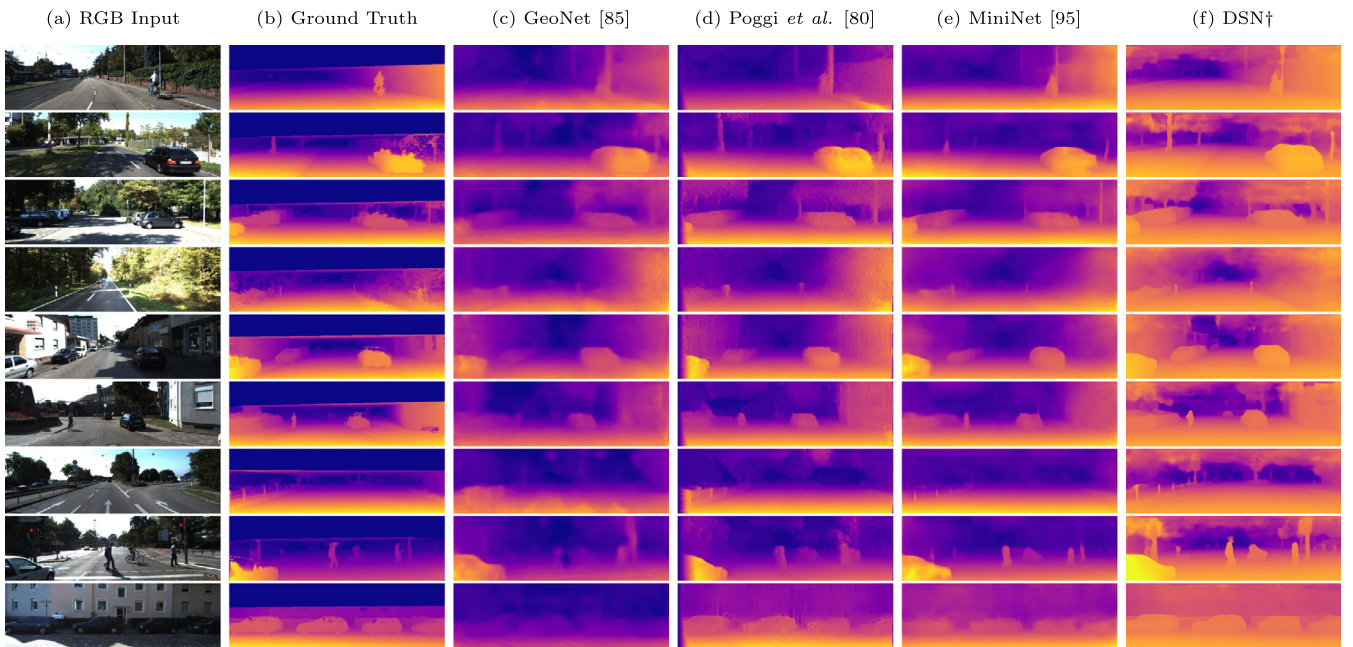 (a) RGB Input
(b) Ground Truth
(c) GeoNet [85]
(d) Poggi et al. [80]
(e) MiniNet [95]
(f) DSN†